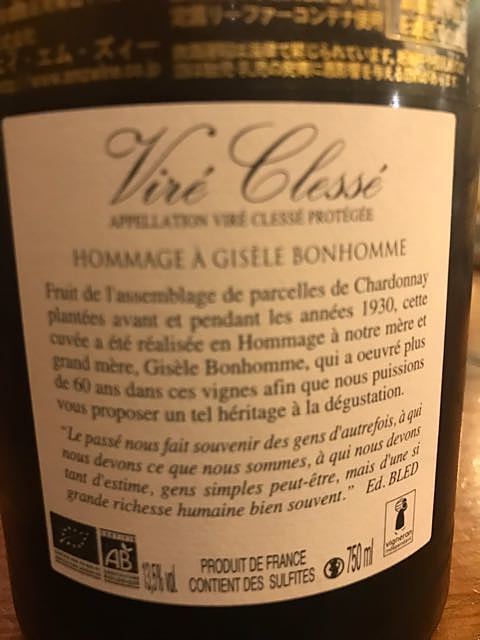 Viré Clessé
APPELLATION VIRÉ CLESSÉ PROTÉGÉE
HOMMAGE À GISÈLE BONHOMME
Fruit de l'assemblage de parcelles de Chardonnay
plantées avant et pendant les années 1930, cette
cuvée a été réalisée en Hommage à notre mère et
grand mère, Gisèle Bonhomme, qui a oeuvré plus
de 60 ans dans ces vignes afin que nous puissions
vous proposer un tel héritage à la dégustation.
"Le passé nous fait souvenir des gens d'autrefois, à qui
nous devons ce que nous sommes, à qui nous devons
tant d'estime, gens simples peut-être, mais d'une si
grande richesse humaine bien souvent." Ed. BLED
AB
13,5% vol.
PRODUIT DE FRANCE
CONTIENT DES SULFITES
750 ml
vigneron
indépendant